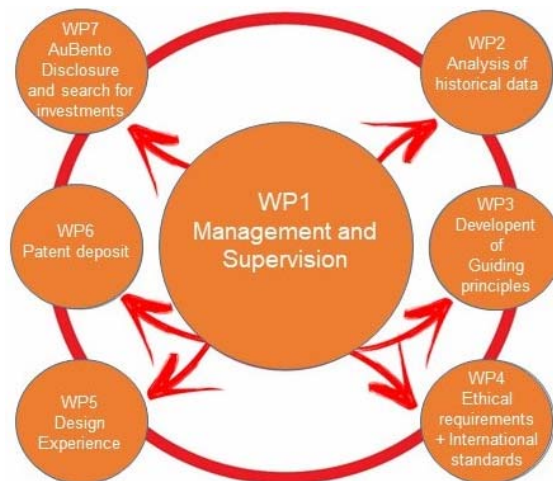 WP7
AuBento
Disclosure
and search for
investments
WP2
Analysis of
historical data
WP1
Management and
Supervision
WP6
Patent deposit
WP3
Developent of
Guiding
principles
WP5
Design
Experience
WP4
Ethical
requirements
+ International
standards